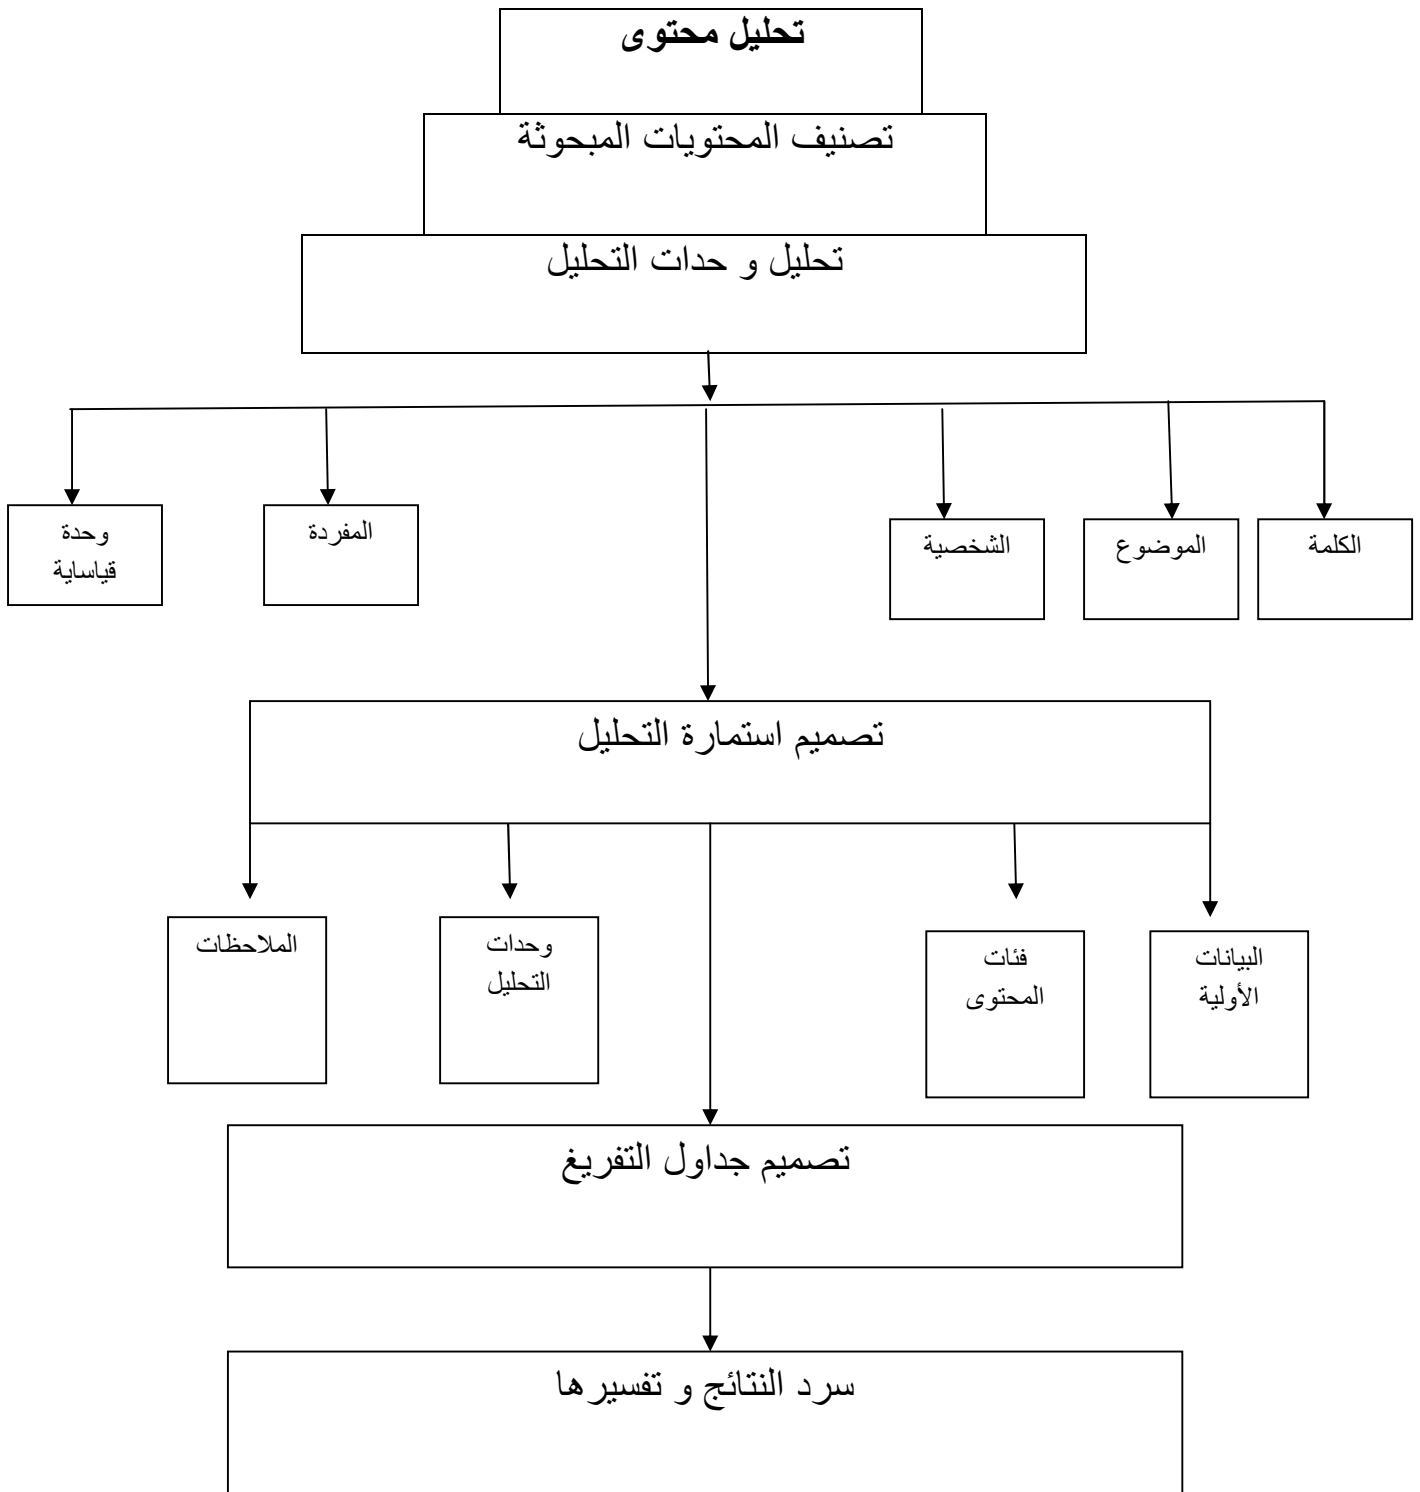 تحليل محتوى
تصنيف المحتويات المبحوثة
تحليل و حدات التحليل
الكلمة
الموضوع
الشخصية
المفردة
وحدة
قياساية
تصميم استمارة التحليل
البيانات
الأولية
فئات
المحتوى
وحدات
التحليل
الملاحظات
تصميم جداول التفريغ
سرد النتائج و تفسيرها